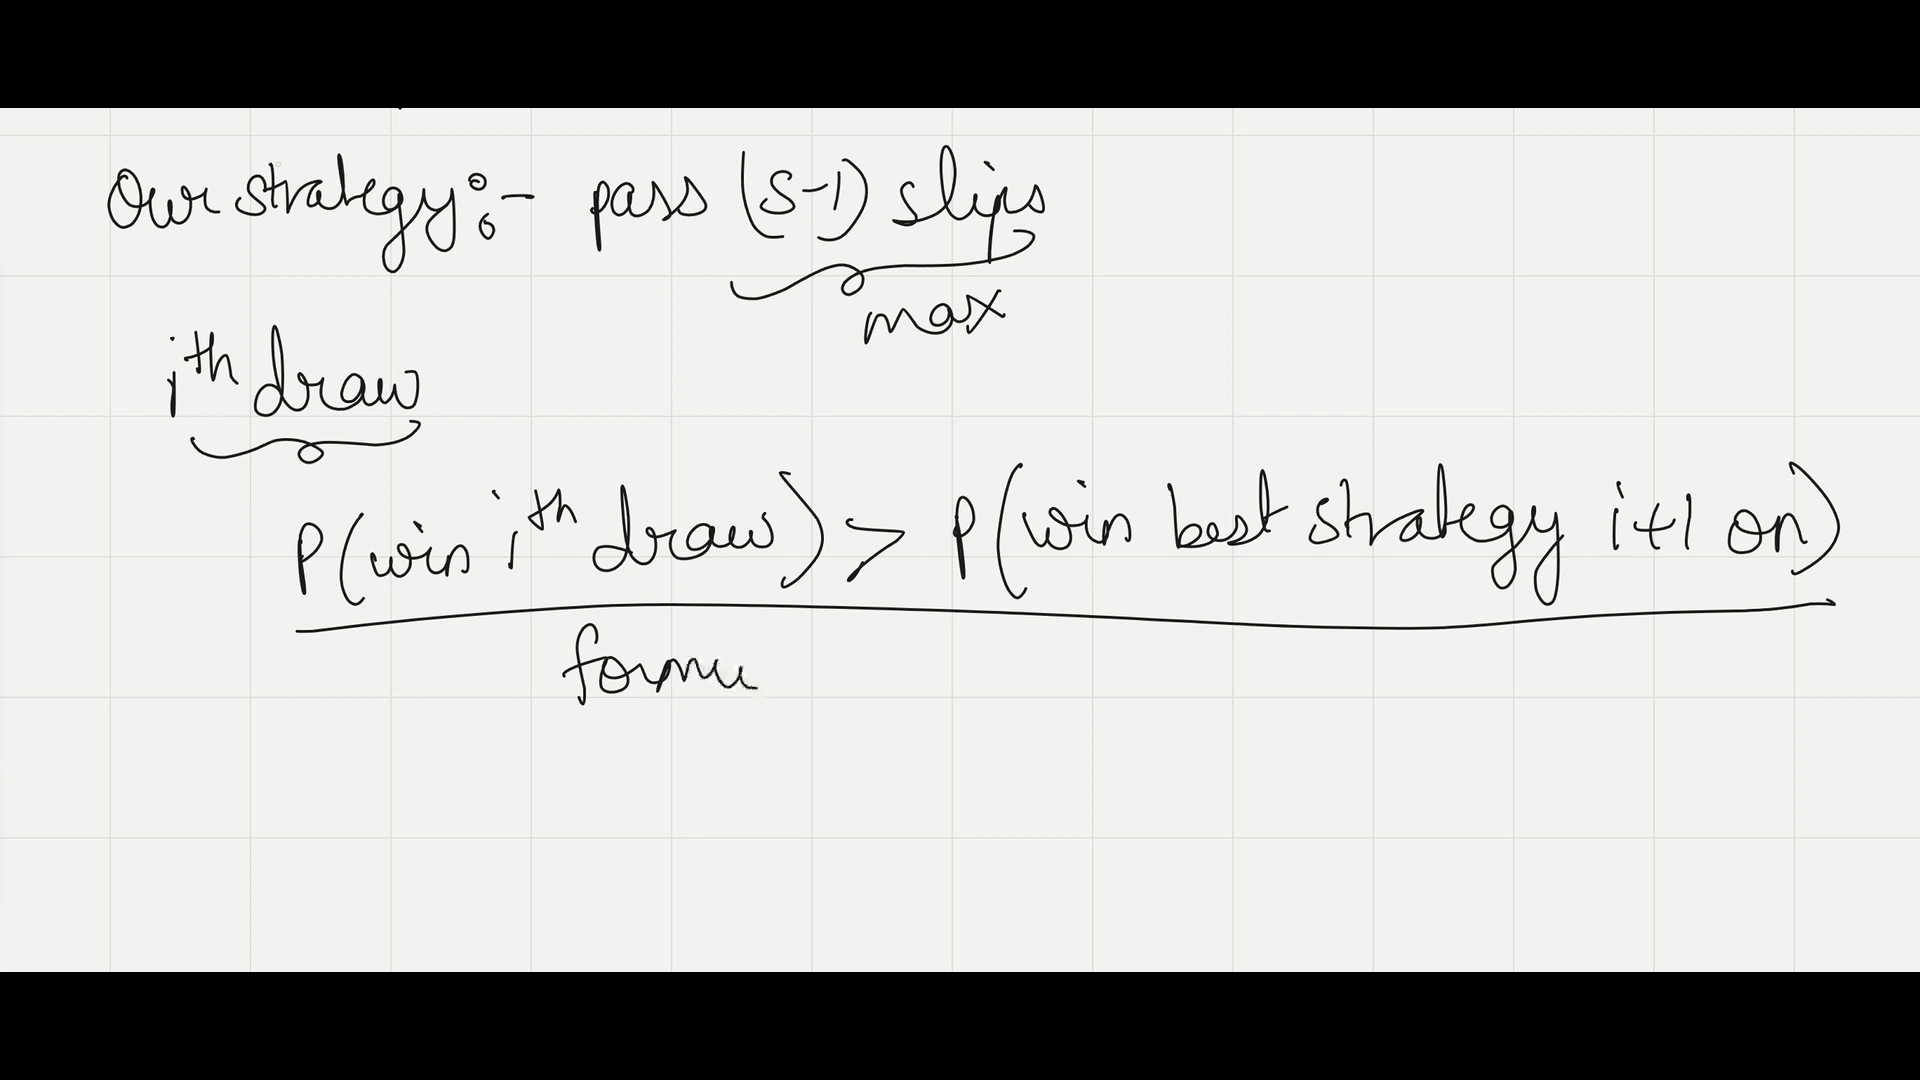 Our strategy:- pass (s-1) slips
max
ith draw
P(win ith draw) > P(win best strategy i+1 on)
formu